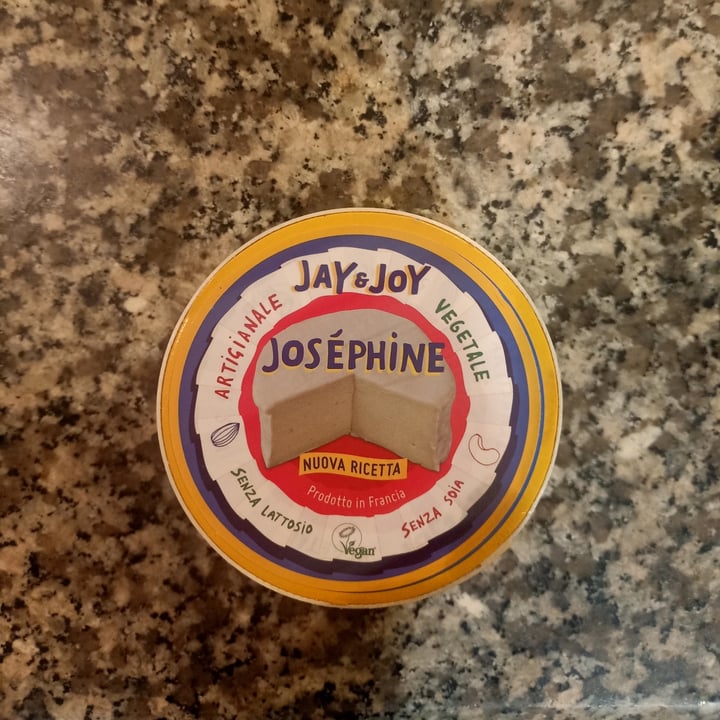 JAY & JOY
ARTIGIANALE
VEGETALE
JOSÉPHINE
NUOVA RICETTA
Prodotto in Francia
SENZA LATTOSIO
Vegan
SENZA SOIA